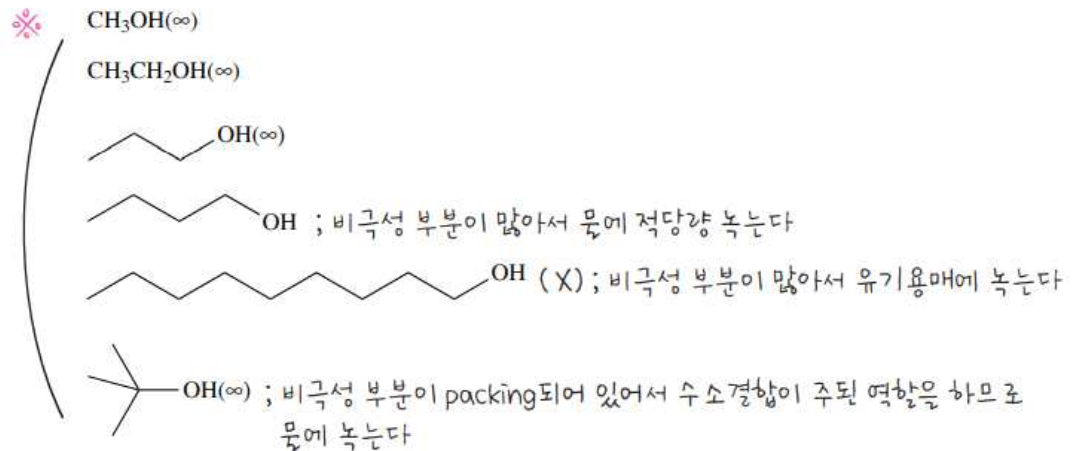 ※ CH₃OH(∞)
CH₃CH₂OH(∞)
OH(∞)
OH ; 비극성 부분이 많아서 물에 적당량 녹는다
OH (X) ; 비극성 부분이 많아서 유기용매에 녹는다
OH(∞) ; 비극성 부분이 packing되어 있어서 수소결합이 주된 역할을 하므로
물에 녹는다